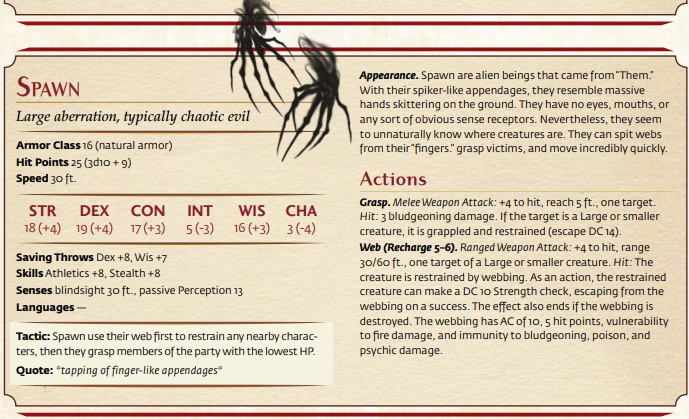 SPAWN
Large aberration, typically chaotic evil
Armor Class 16 (natural armor)
Hit Points 25 (3d10 + 9)
Speed 30 ft.
STR DEX CON INT WIS CHA
18 (+4) 19 (+4) 17 (+3) 5 (-3) 16 (+3) 3 (-4)
Saving Throws Dex +8, Wis +7
Skills Athletics +8, Stealth +8
Senses blindsight 30 ft., passive Perception 13
Languages —
Tactic: Spawn use their web first to restrain any nearby charac-
ters, then they grasp members of the party with the lowest HP.
Quote: *tapping of finger-like appendages*
Appearance. Spawn are alien beings that came from "Them."
With their spiker-like appendages, they resemble massive
hands skittering on the ground. They have no eyes, mouths, or
any sort of obvious sense receptors. Nevertheless, they seem
to unnaturally know where creatures are. They can spit webs
from their "fingers." grasp victims, and move incredibly quickly.
Actions
Grasp. Melee Weapon Attack: +4 to hit, reach 5 ft., one target.
Hit: 3 bludgeoning damage. If the target is a Large or smaller
creature, it is grappled and restrained (escape DC 14).
Web (Recharge 5–6). Ranged Weapon Attack: +4 to hit, range
30/60 ft., one target of a Large or smaller creature. Hit: The
creature is restrained by webbing. As an action, the restrained
creature can make a DC 10 Strength check, escaping from the
webbing on a success. The effect also ends if the webbing is
destroyed. The webbing has AC of 10, 5 hit points, vulnerability
to fire damage, and immunity to bludgeoning, poison, and
psychic damage.